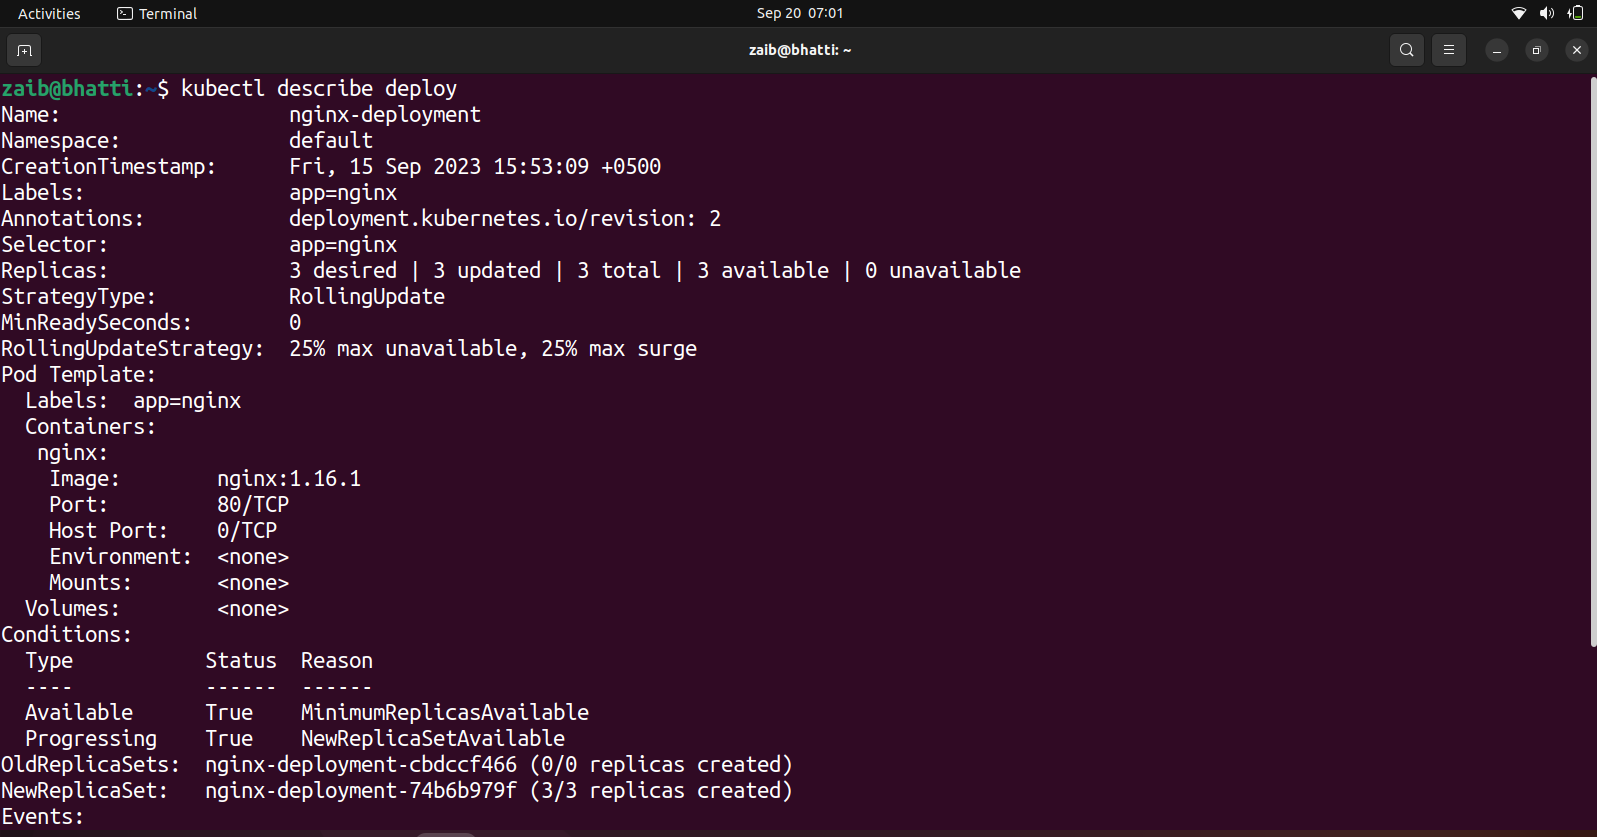 Activities Terminal Sep 20 07:01
zaib@bhatti: ~
zaib@bhatti:~$ kubectl describe deploy
Name:                   nginx-deployment
Namespace:              default
CreationTimestamp:      Fri, 15 Sep 2023 15:53:09 +0500
Labels:                 app=nginx
Annotations:            deployment.kubernetes.io/revision: 2
Selector:               app=nginx
Replicas:               3 desired | 3 updated | 3 total | 3 available | 0 unavailable
StrategyType:           RollingUpdate
MinReadySeconds:        0
RollingUpdateStrategy:  25% max unavailable, 25% max surge
Pod Template:
  Labels:  app=nginx
  Containers:
   nginx:
    Image:        nginx:1.16.1
    Port:         80/TCP
    Host Port:    0/TCP
    Environment:  <none>
    Mounts:       <none>
  Volumes:        <none>
Conditions:
  Type           Status  Reason
  ----           ------  ------
  Available      True    MinimumReplicasAvailable
  Progressing    True    NewReplicaSetAvailable
OldReplicaSets:  nginx-deployment-cbdccf466 (0/0 replicas created)
NewReplicaSet:   nginx-deployment-74b6b979f (3/3 replicas created)
Events: